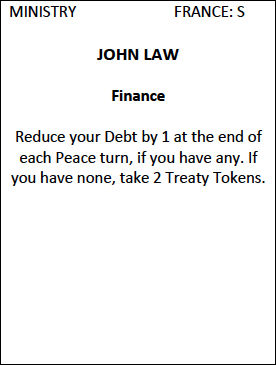 MINISTRY FRANCE: S
JOHN LAW
Finance
Reduce your Debt by 1 at the end of
each Peace turn, if you have any. If
you have none, take 2 Treaty Tokens.